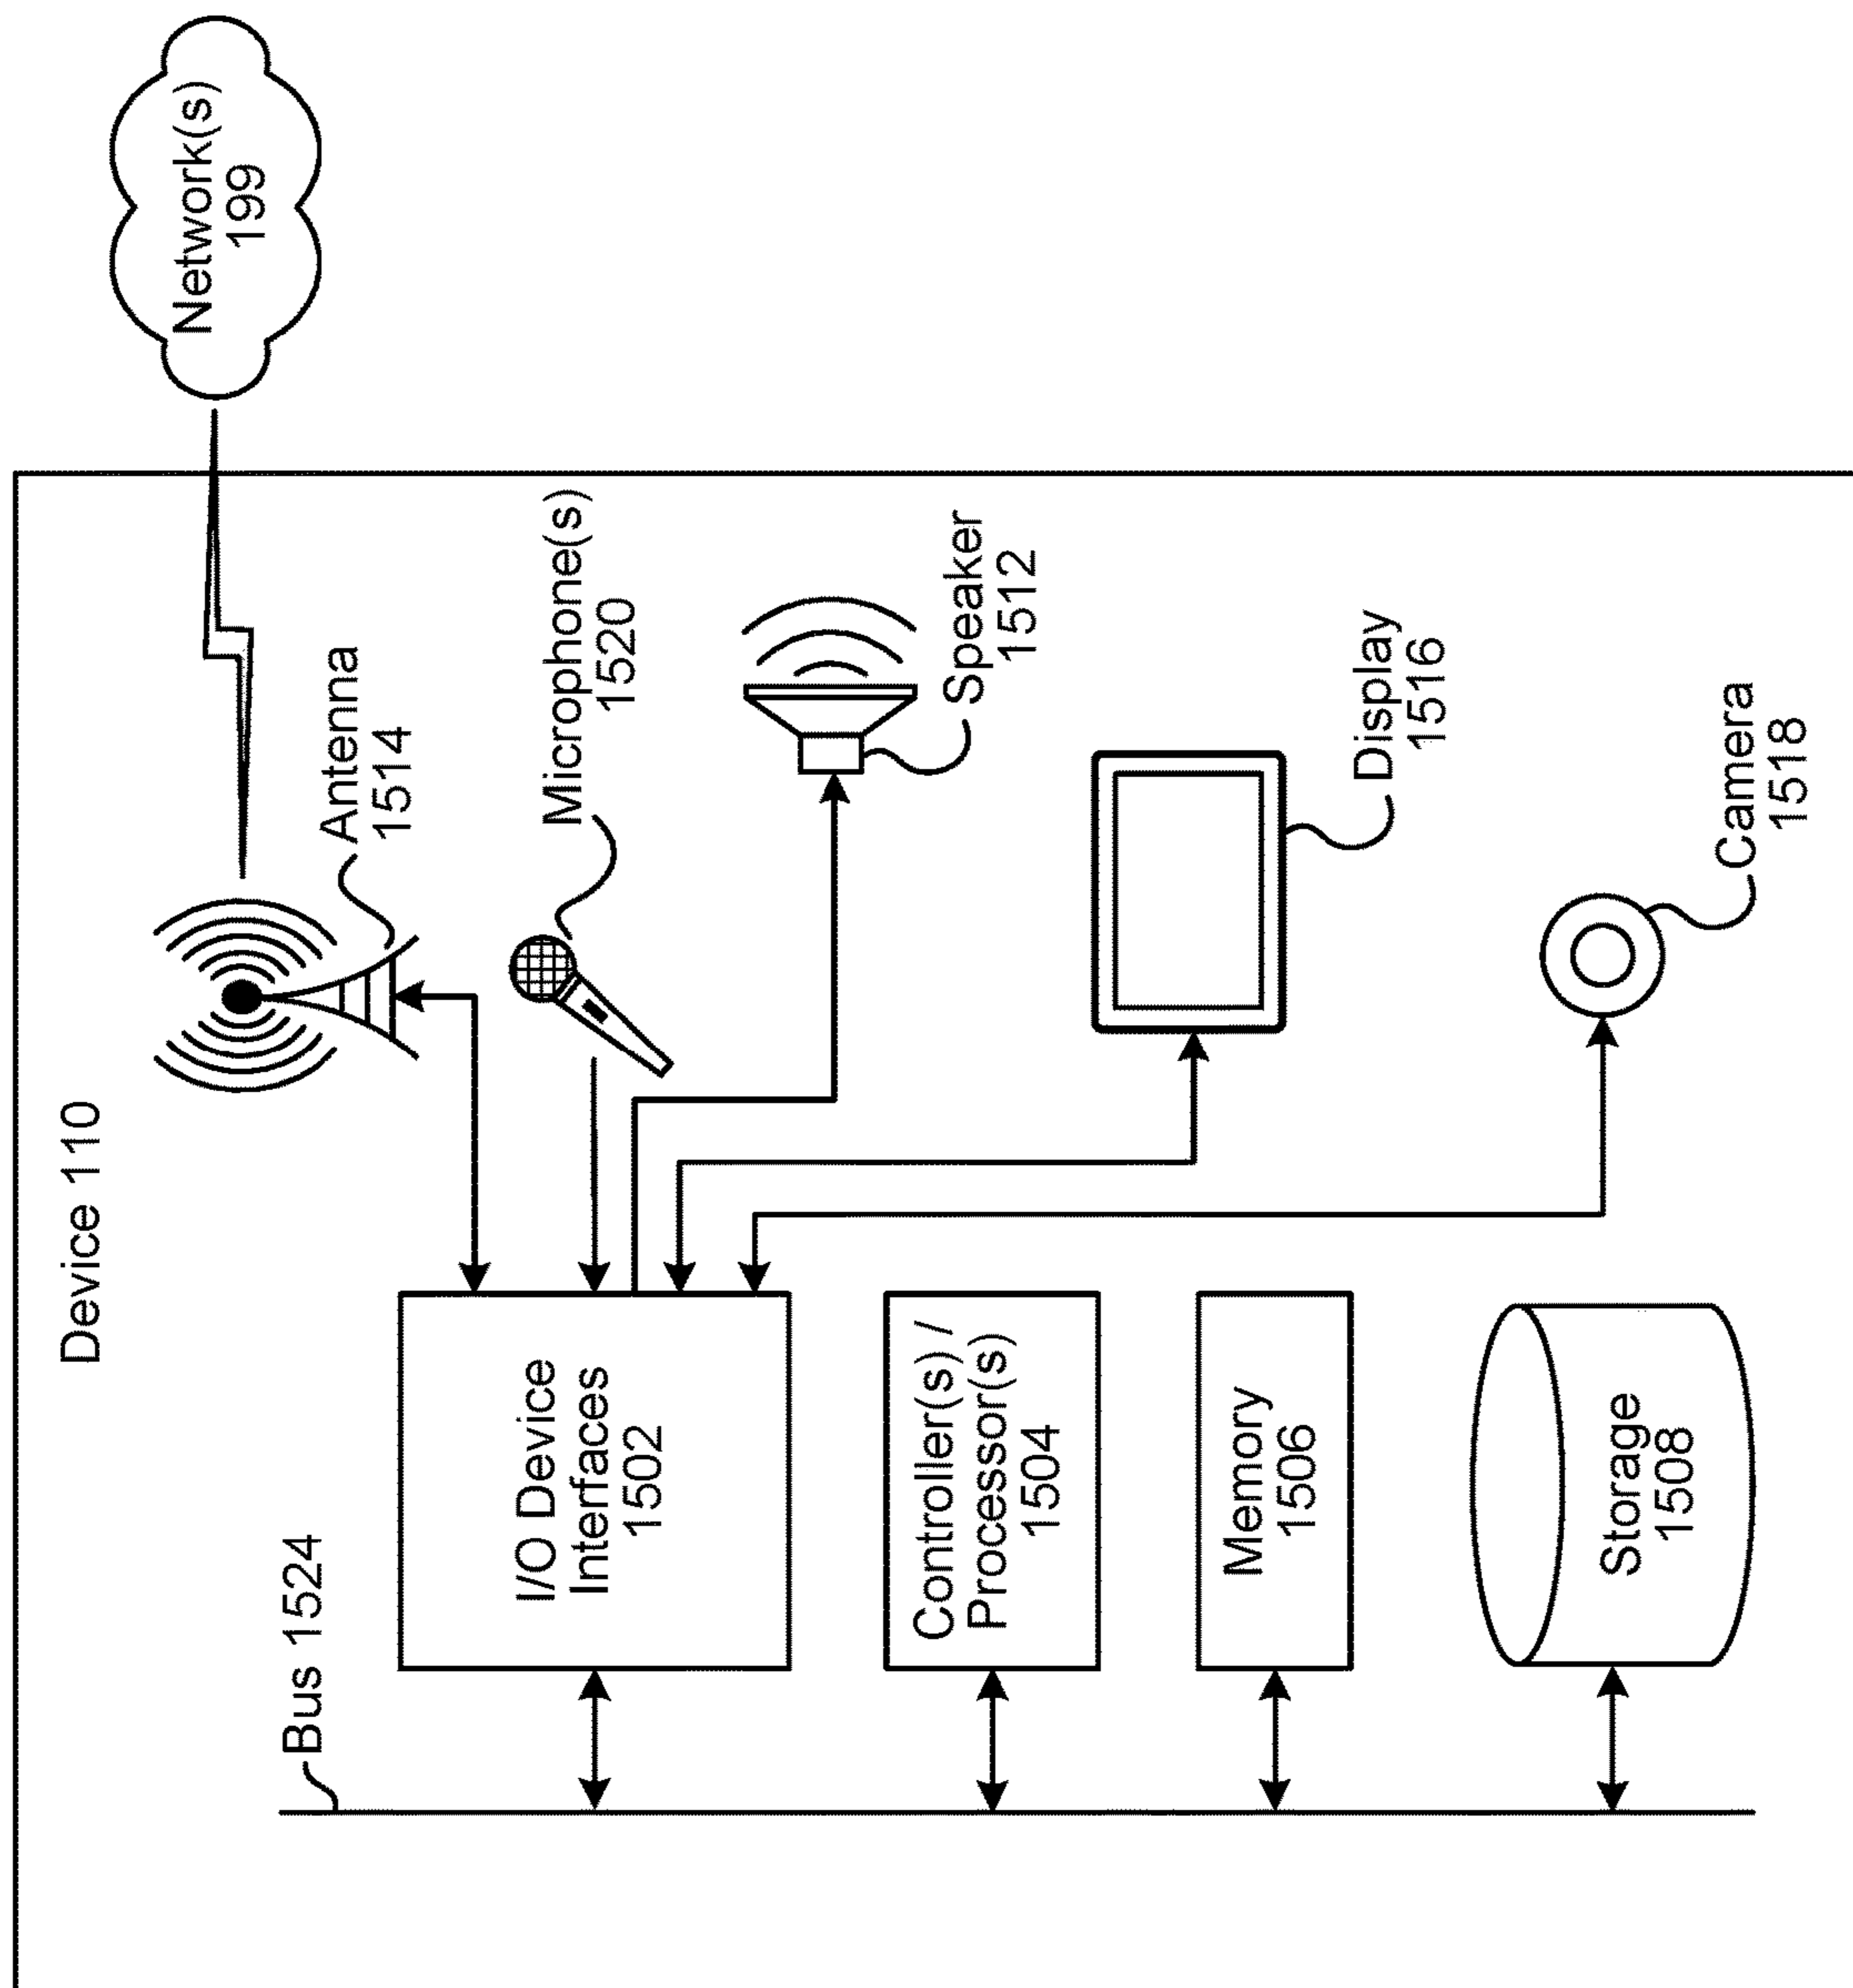 Device 110
Network(s)
199
Bus 1524
Antenna
1514
I/O Device
Interfaces
1502
Microphone(s)
1520
Speaker
1512
Controller(s) /
Processor(s)
1504
Display
1516
Memory
1506
Storage
1508
Camera
1518